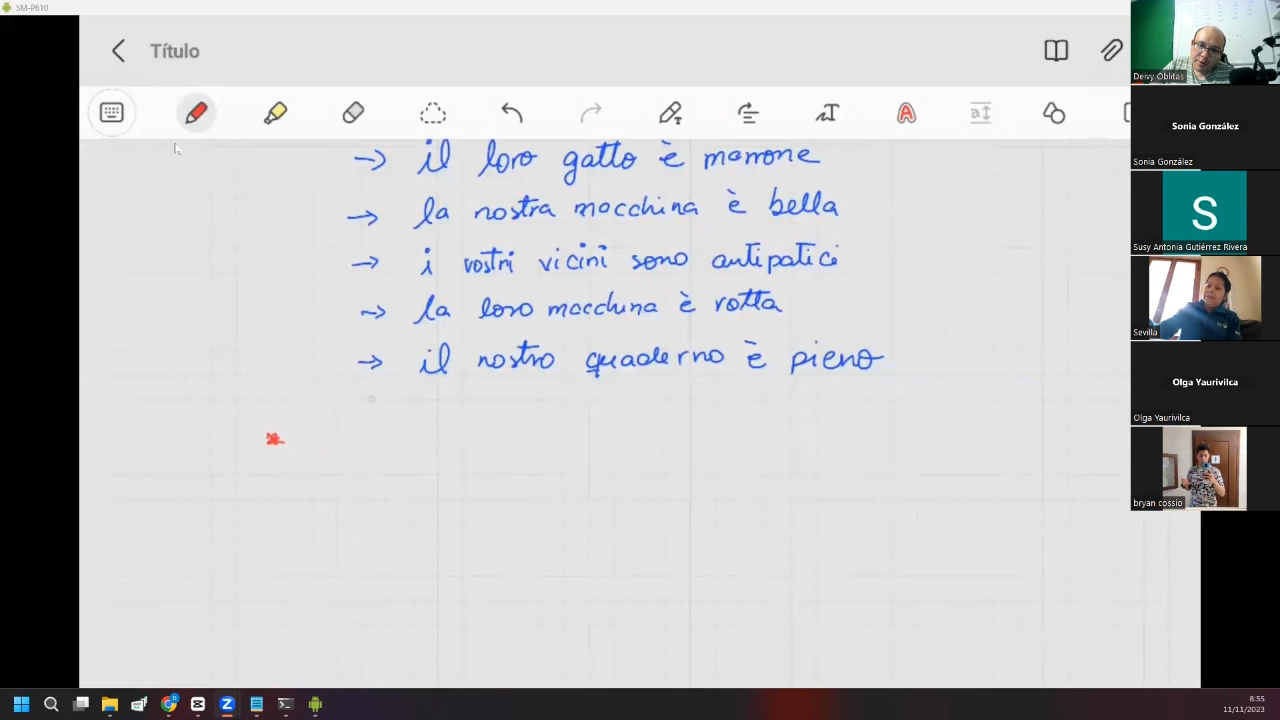 SM-P610
Título
→ il loro gatto è marrone
→ la nostra macchina è bella
→ i vostri vicini sono antipatici
→ la loro macchina è rotta
→ il nostro quaderno è pieno
Deivy Oblitas
Sonia González
Sonia González
S
Susy Antonia Gutiérrez Rivera
Sevilla
Olga Yaurivilca
Olga Yaurivilca
bryan cossio
8:55
11/11/2023